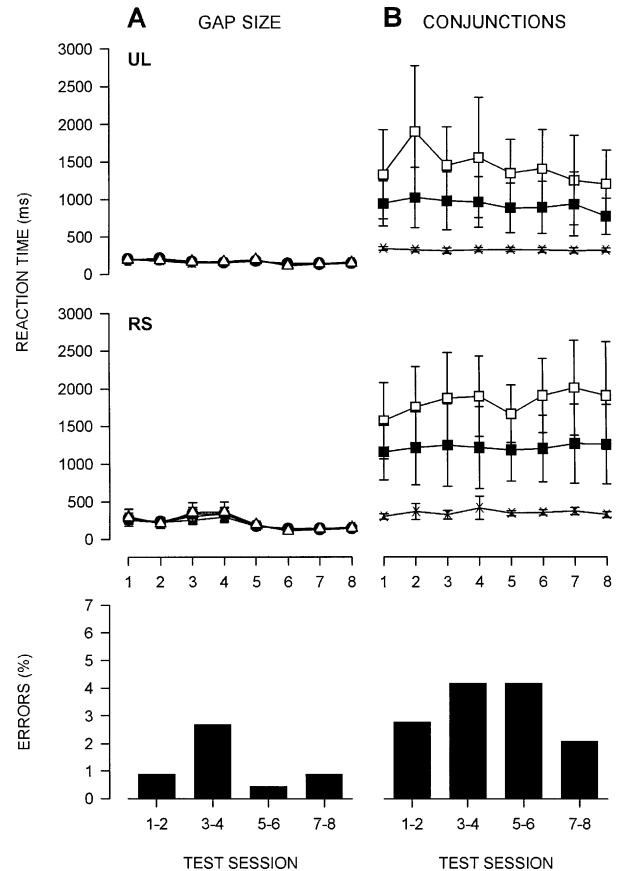 A GAP SIZE B CONJUNCTIONS
UL
3000
2500
2000
1500
1000
500
0
REACTION TIME (ms)
RS
3000
2500
2000
1500
1000
500
0
1 2 3 4 5 6 7 8 1 2 3 4 5 6 7 8
7
6
5
4
3
2
1
0
ERRORS (%)
1-2 3-4 5-6 7-8 1-2 3-4 5-6 7-8
TEST SESSION TEST SESSION